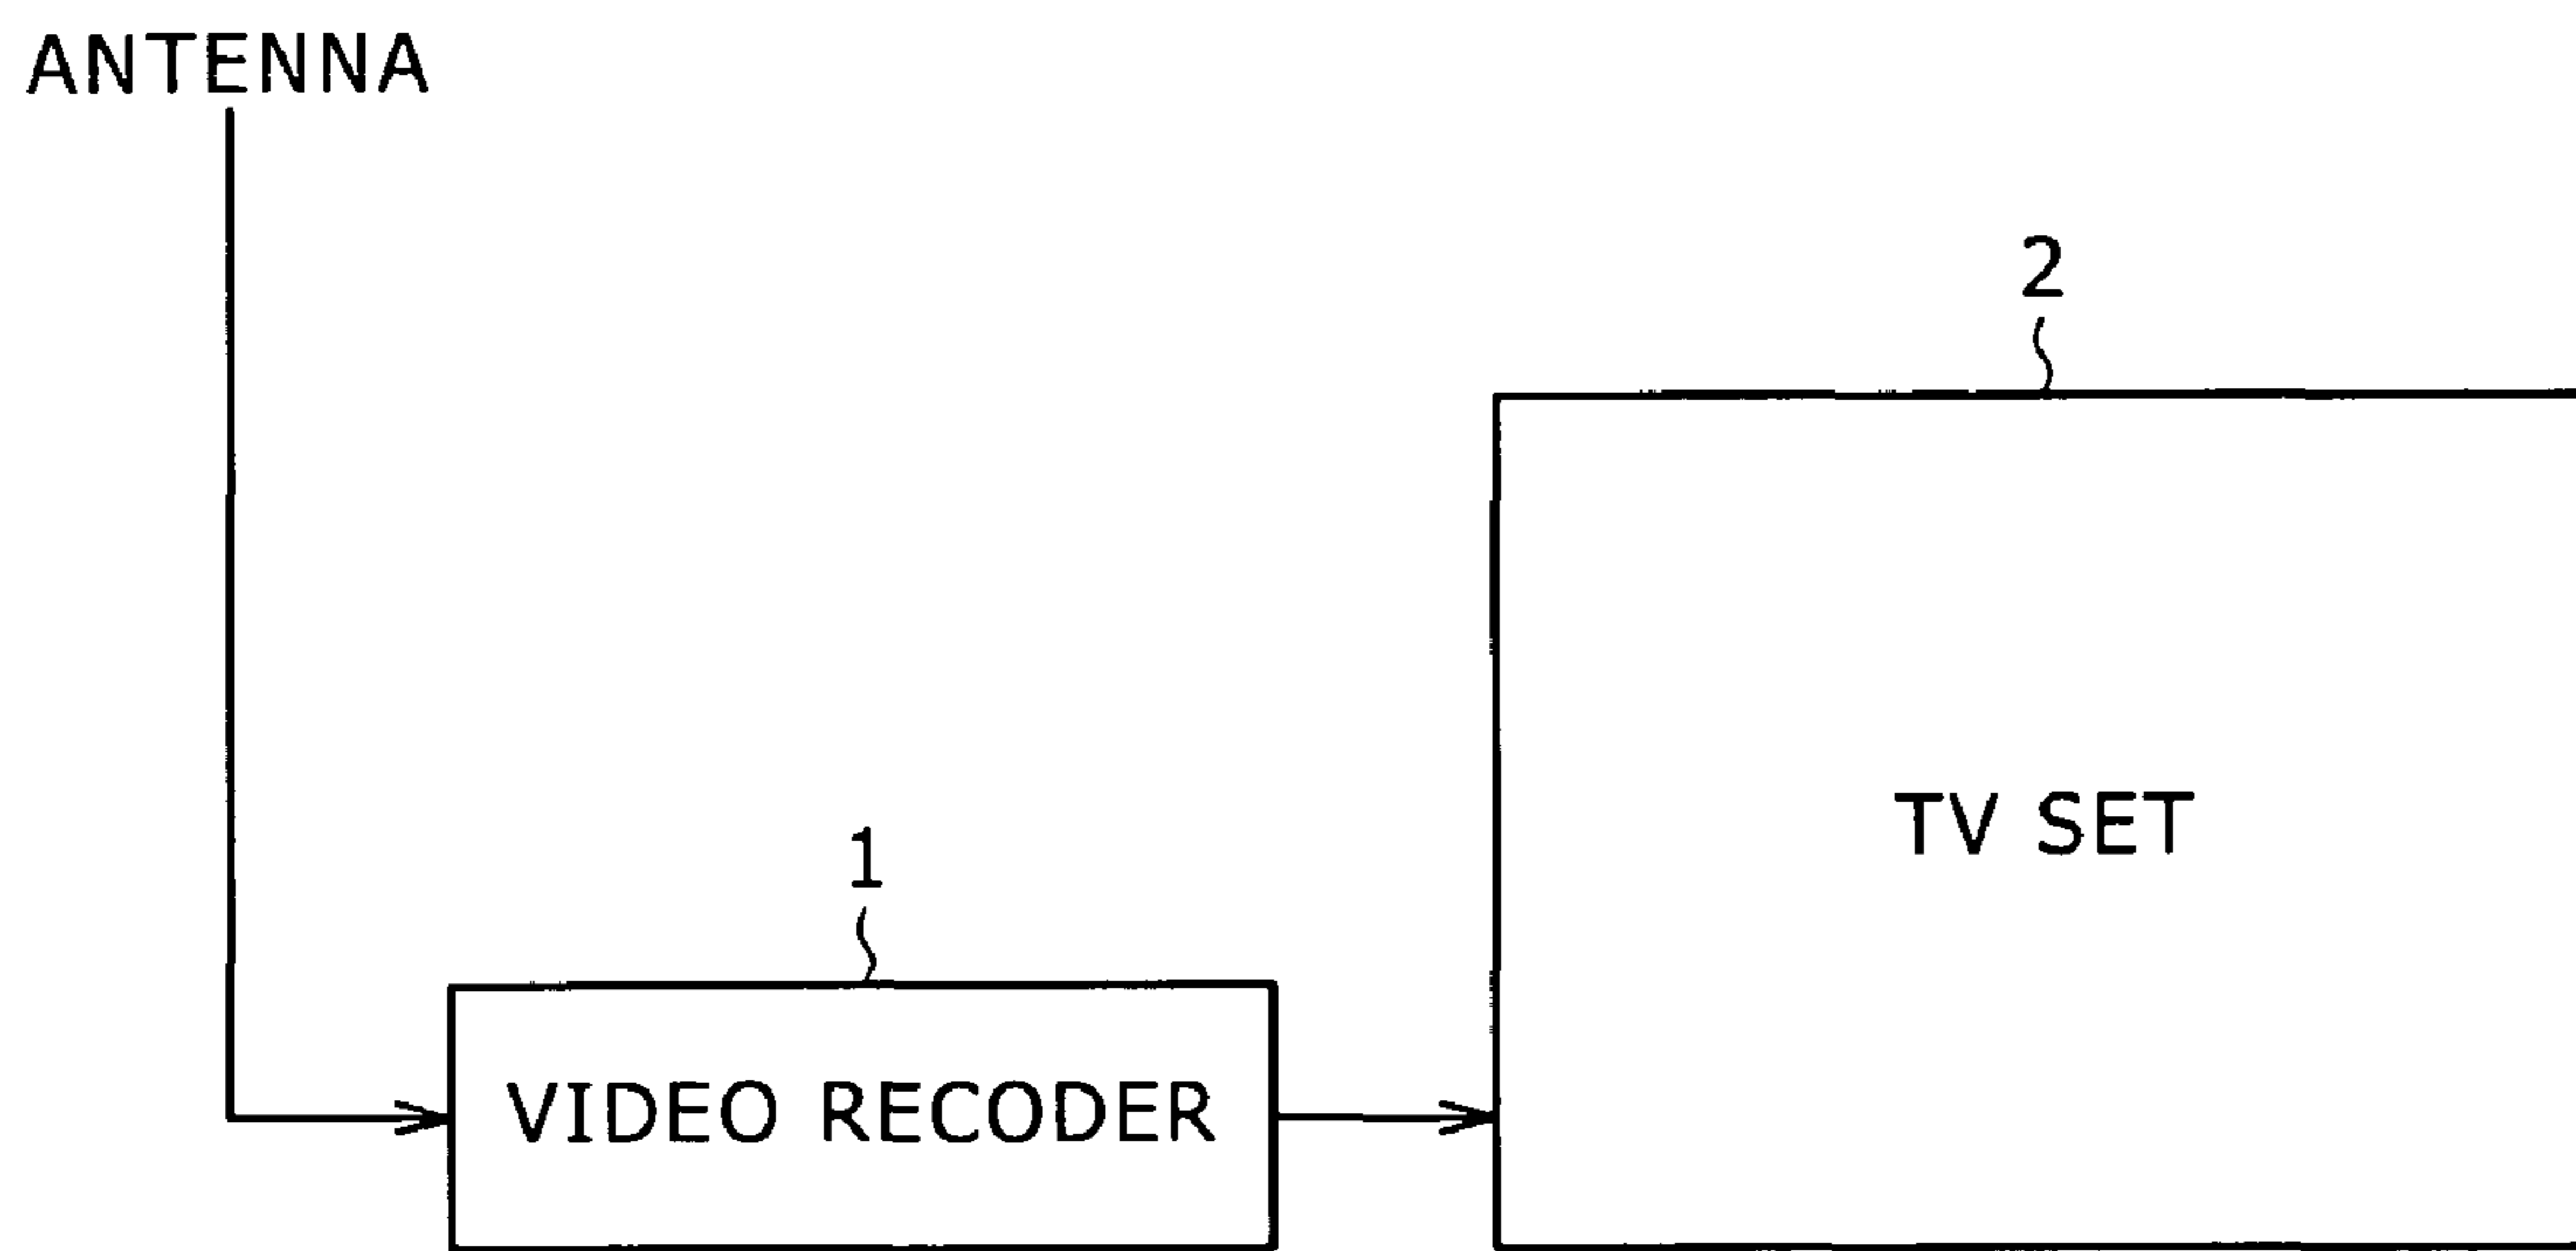 ANTENNA
2
TV SET
1
VIDEO RECODER